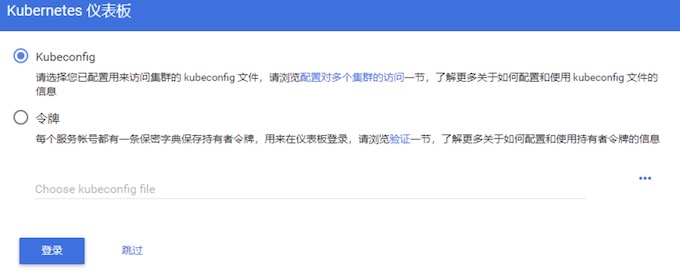 Kubernetes 仪表板
Kubeconfig
请选择您已配置用来访问集群的 kubeconfig 文件，请浏览配置对多个集群的访问一节，了解更多关于如何配置和使用 kubeconfig 文件的
信息
令牌
每个服务帐号都有一条保密字典保存持有者令牌，用来在仪表板登录，请浏览验证一节，了解更多关于如何配置和使用持有者令牌的信息
Choose kubeconfig file
登录 跳过